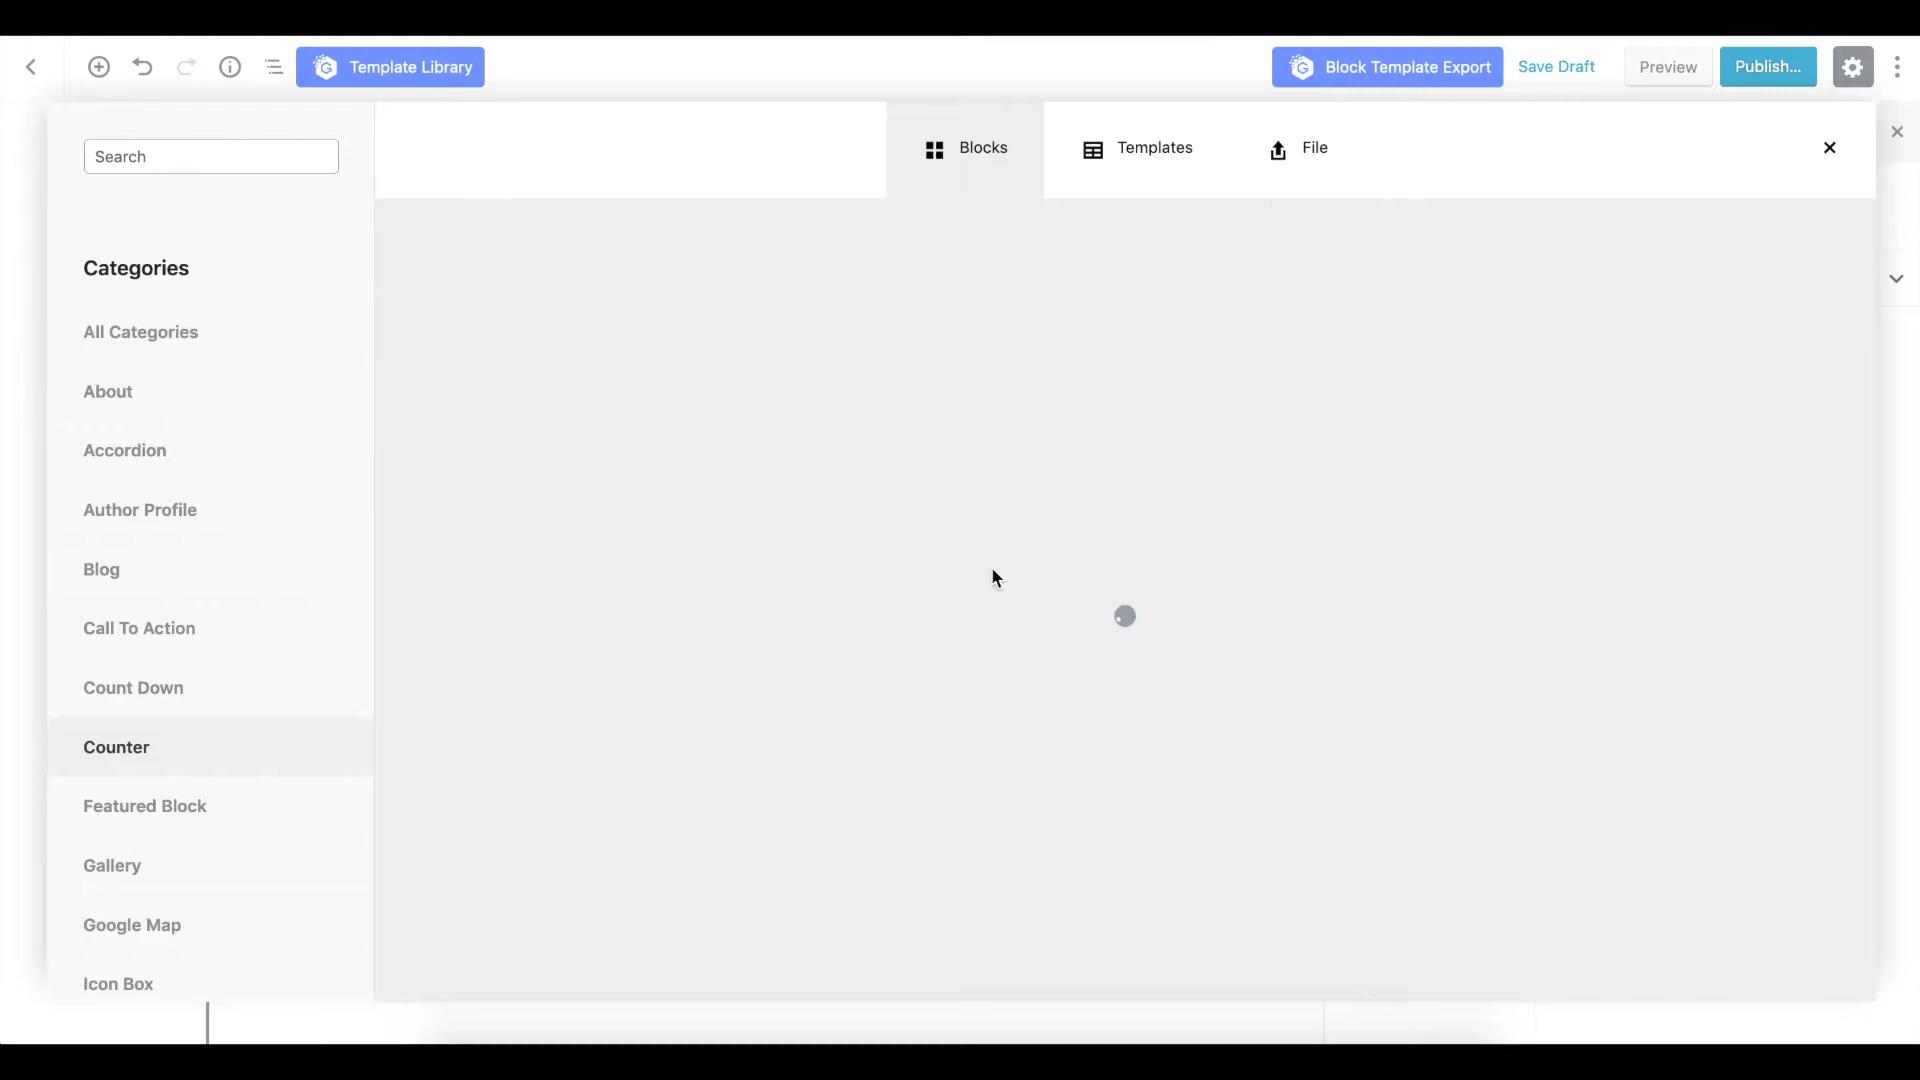 Template Library
Block Template Export
Save Draft
Preview
Publish...
Search
Blocks
Templates
File
Categories
All Categories
About
Accordion
Author Profile
Blog
Call To Action
Count Down
Counter
Featured Block
Gallery
Google Map
Icon Box